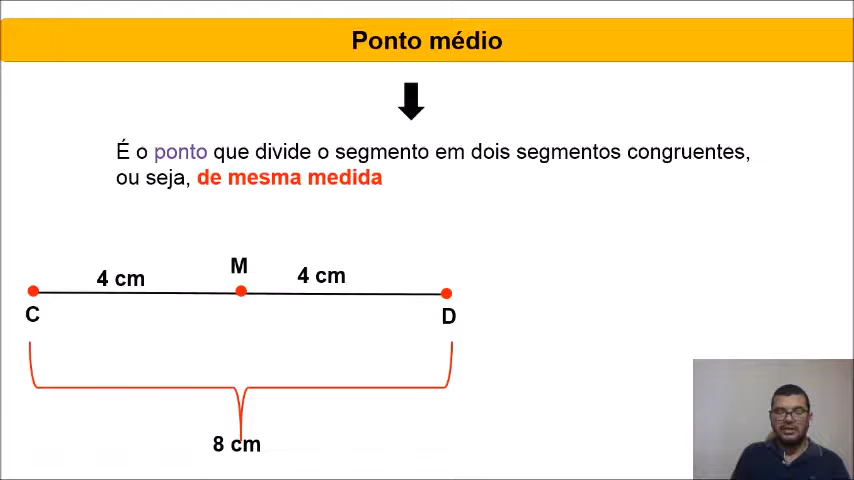 Ponto médio
É o ponto que divide o segmento em dois segmentos congruentes,
ou seja, de mesma medida
4 cm M 4 cm
C D
8 cm